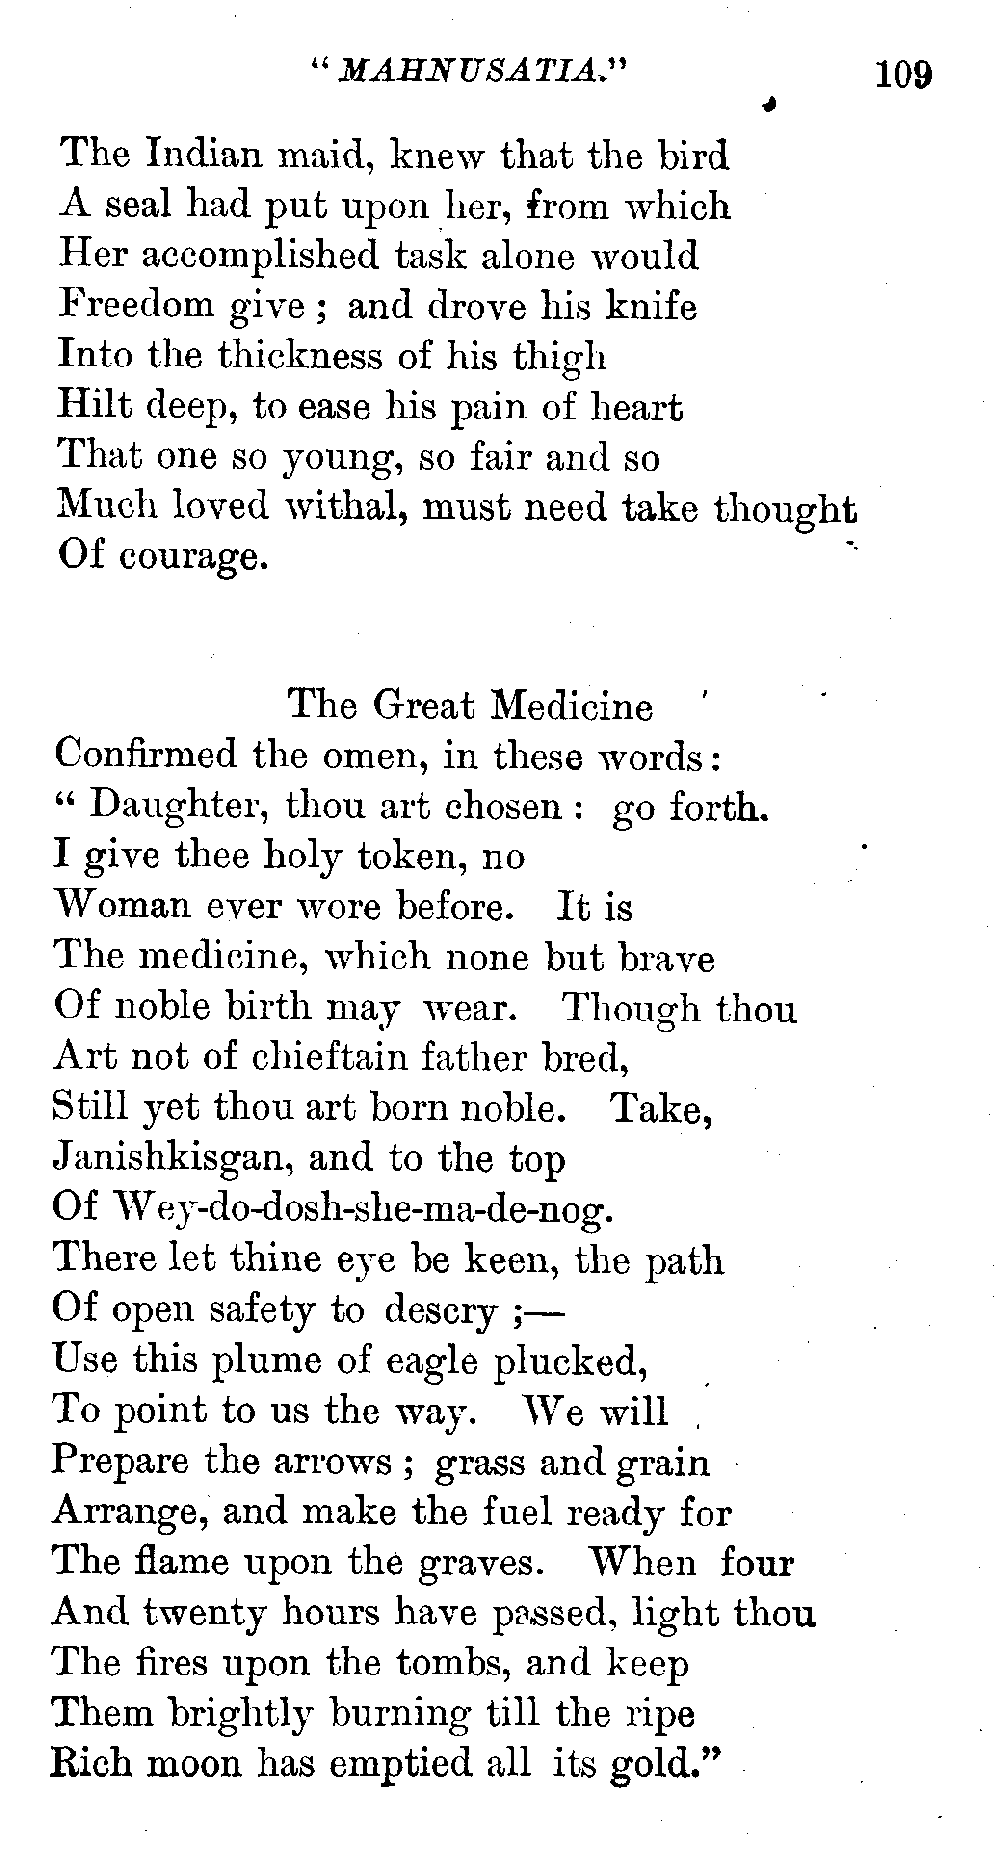 “ MAHNUSATIA.” 109
The Indian maid, knew that the bird
A seal had put upon her, from which
Her accomplished task alone would
Freedom give ; and drove his knife
Into the thickness of his thigh
Hilt deep, to ease his pain of heart
That one so young, so fair and so
Much loved withal, must need take thought
Of courage.
The Great Medicine
Confirmed the omen, in these words :
“ Daughter, thou art chosen : go forth.
I give thee holy token, no
Woman ever wore before. It is
The medicine, which none but brave
Of noble birth may wear. Though thou
Art not of chieftain father bred,
Still yet thou art born noble. Take,
Janishkisgan, and to the top
Of Wey-do-dosh-she-ma-de-nog.
There let thine eye be keen, the path
Of open safety to descry ;—
Use this plume of eagle plucked,
To point to us the way. We will
Prepare the arrows ; grass and grain
Arrange, and make the fuel ready for
The flame upon the graves. When four
And twenty hours have passed, light thou
The fires upon the tombs, and keep
Them brightly burning till the ripe
Rich moon has emptied all its gold.”